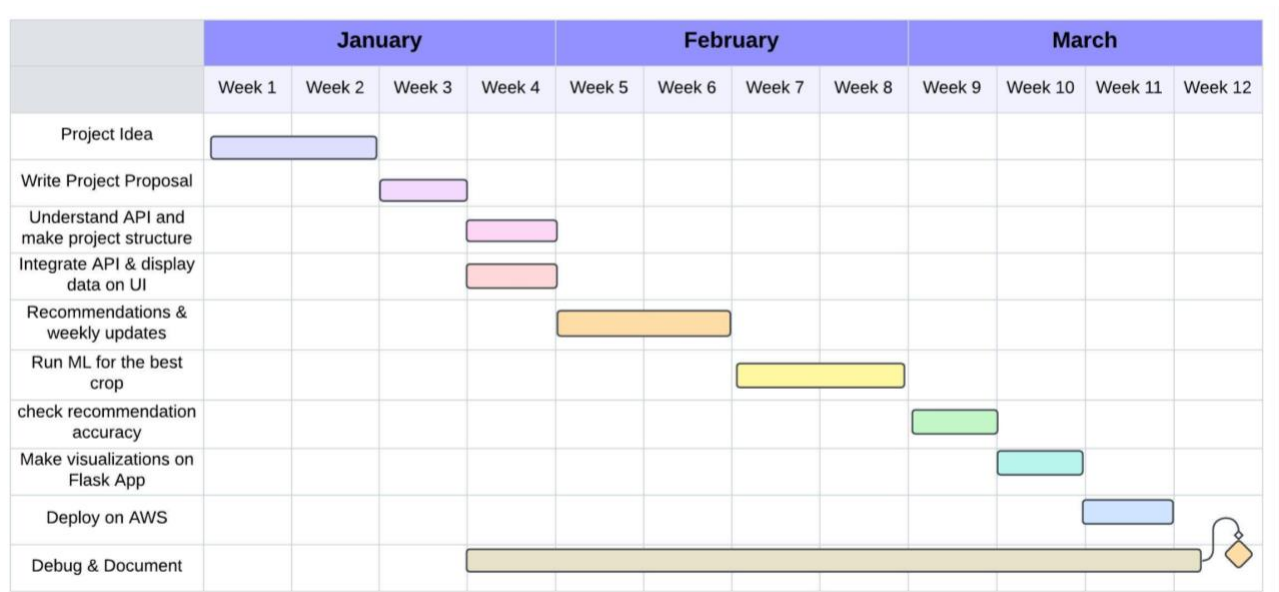 January February March
Week 1 Week 2 Week 3 Week 4 Week 5 Week 6 Week 7 Week 8 Week 9 Week 10 Week 11 Week 12
Project Idea
Write Project Proposal
Understand API and
make project structure
Integrate API & display
data on UI
Recommendations &
weekly updates
Run ML for the best
crop
check recommendation
accuracy
Make visualizations on
Flask App
Deploy on AWS
Debug & Document